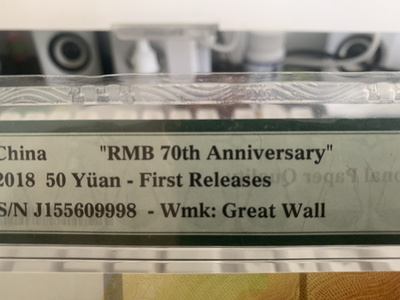 China "RMB 70th Anniversary"
2018 50 Yüan - First Releases
S/N J155609998 - Wmk: Great Wall